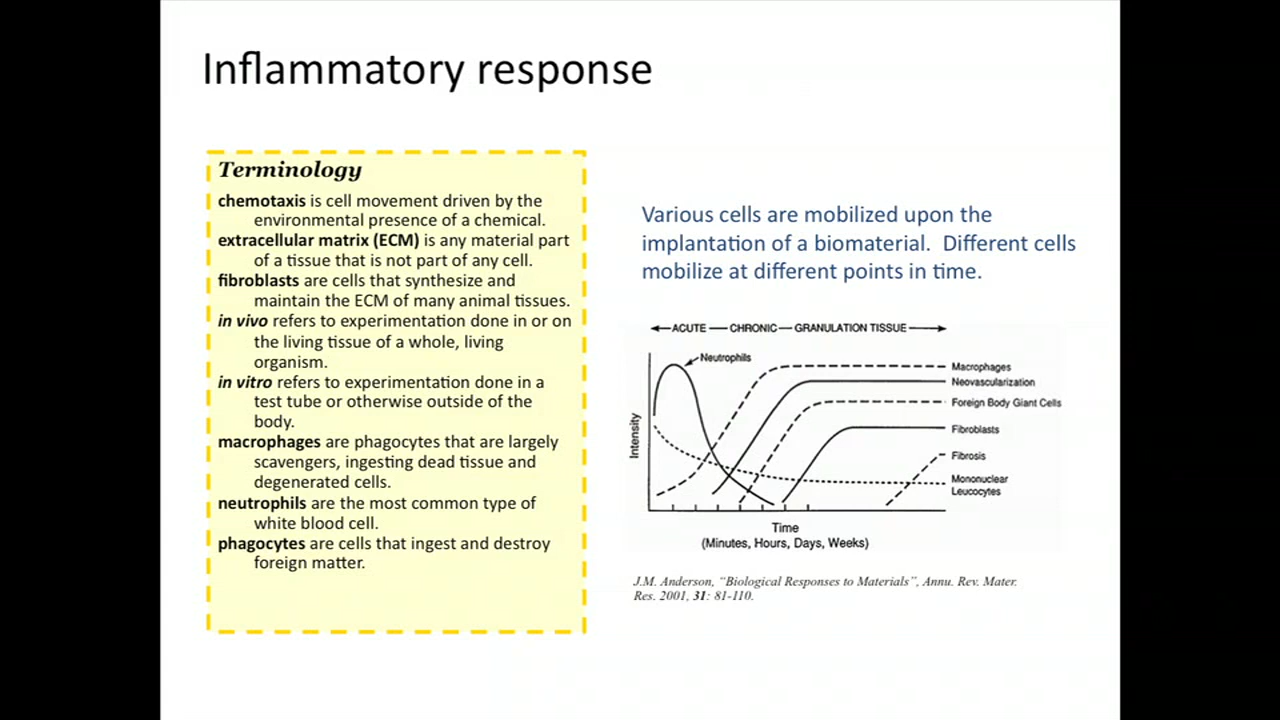 Inflammatory response
Terminology
chemotaxis is cell movement driven by the
environmental presence of a chemical.
extracellular matrix (ECM) is any material part
of a tissue that is not part of any cell.
fibroblasts are cells that synthesize and
maintain the ECM of many animal tissues.
in vivo refers to experimentation done in or on
the living tissue of a whole, living
organism.
in vitro refers to experimentation done in a
test tube or otherwise outside of the
body.
macrophages are phagocytes that are largely
scavengers, ingesting dead tissue and
degenerated cells.
neutrophils are the most common type of
white blood cell.
phagocytes are cells that ingest and destroy
foreign matter.
Various cells are mobilized upon the
implantation of a biomaterial. Different cells
mobilize at different points in time.
ACUTE — CHRONIC — GRANULATION TISSUE
Neutrophils
Macrophages
Neovascularization
Foreign Body Giant Cells
Fibroblasts
Fibrosis
Mononuclear
Leucocytes
Intensity
Time
(Minutes, Hours, Days, Weeks)
J.M. Anderson, “Biological Responses to Materials”, Annu. Rev. Mater.
Res. 2001, 31: 81-110.